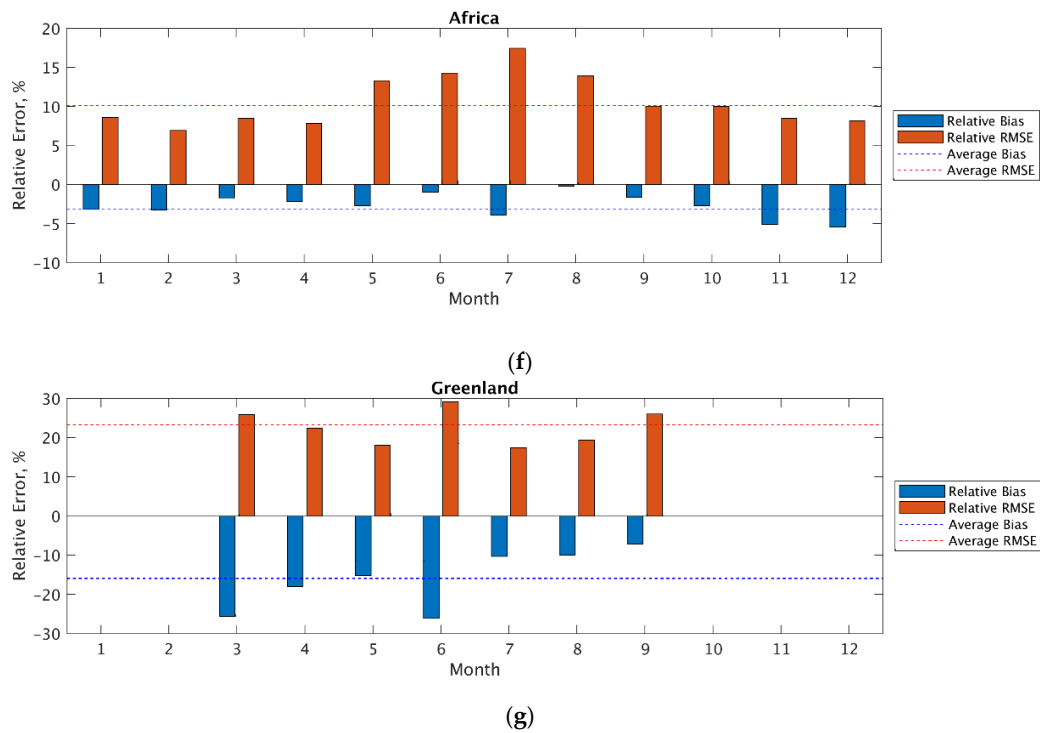 Africa
20
15
10
5
0
-5
-10
Relative Error, %
1 2 3 4 5 6 7 8 9 10 11 12
Month
Relative Bias
Relative RMSE
Average Bias
Average RMSE
(f)
Greenland
30
20
10
0
-10
-20
-30
Relative Error, %
1 2 3 4 5 6 7 8 9 10 11 12
Month
Relative Bias
Relative RMSE
Average Bias
Average RMSE
(g)